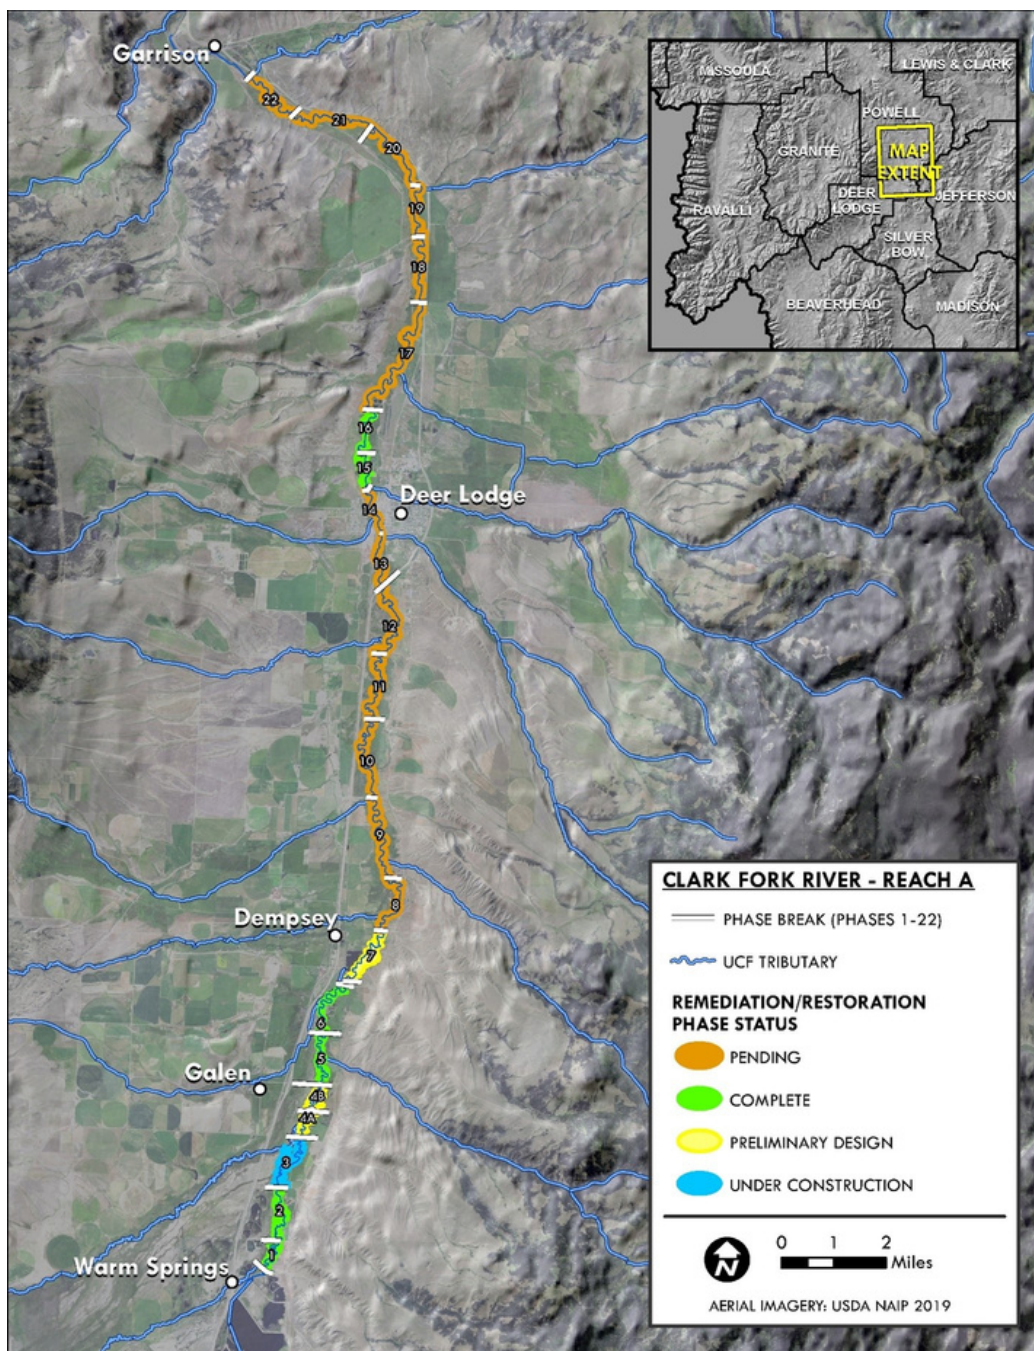 Garrison
22
21
20
19
18
17
16
15
14
Deer Lodge
13
12
11
10
9
8
Dempsey
7
6
5
Galen
4B
4A
3
2
1
Warm Springs
MISSOULA
LEWIS & CLARK
POWELL
GRANITE
MAP
EXTENT
DEER
LODGE
JEFFERSON
RAVALLI
SILVER
BOW
BEAVERHEAD
MADISON
CLARK FORK RIVER - REACH A
PHASE BREAK (PHASES 1-22)
UCF TRIBUTARY
REMEDIATION/RESTORATION
PHASE STATUS
PENDING
COMPLETE
PRELIMINARY DESIGN
UNDER CONSTRUCTION
N
0 1 2
Miles
AERIAL IMAGERY: USDA NAIP 2019